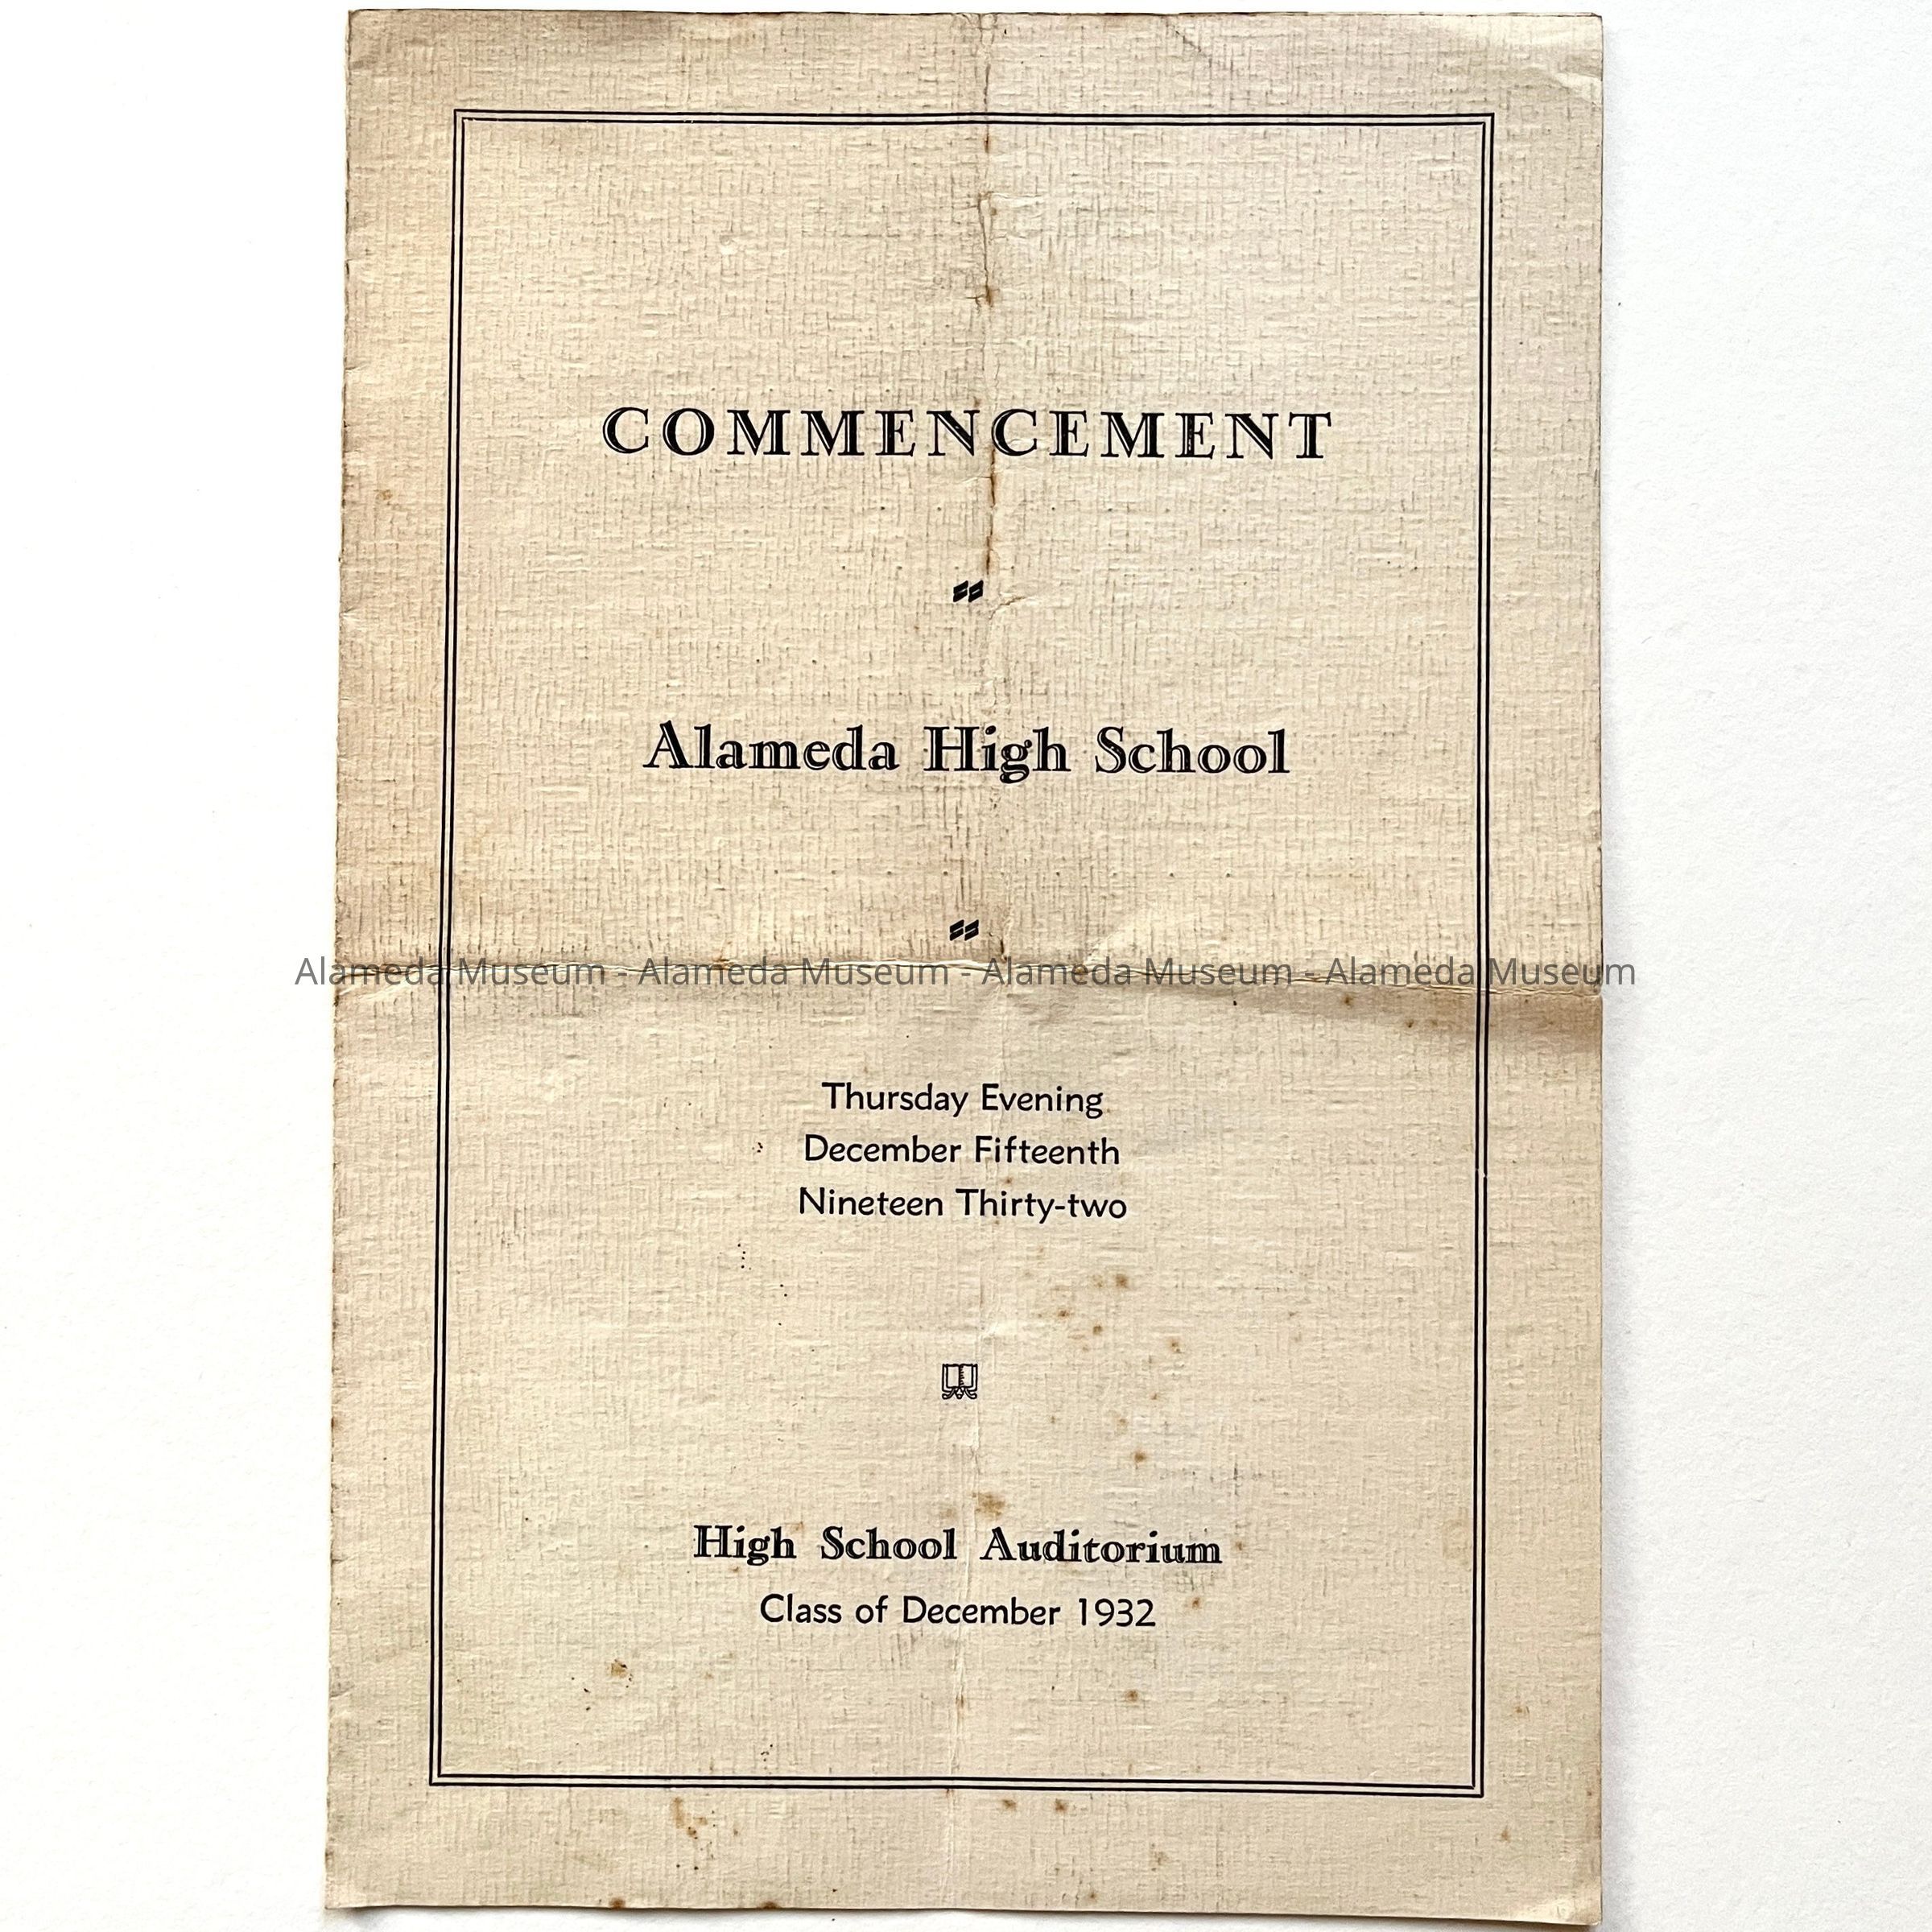 COMMENCEMENT
Alameda High School
Alameda Museum - Alameda Museum - Alameda Museum - Alameda Museum
Thursday Evening
December Fifteenth
Nineteen Thirty-two
High School Auditorium
Class of December 1932